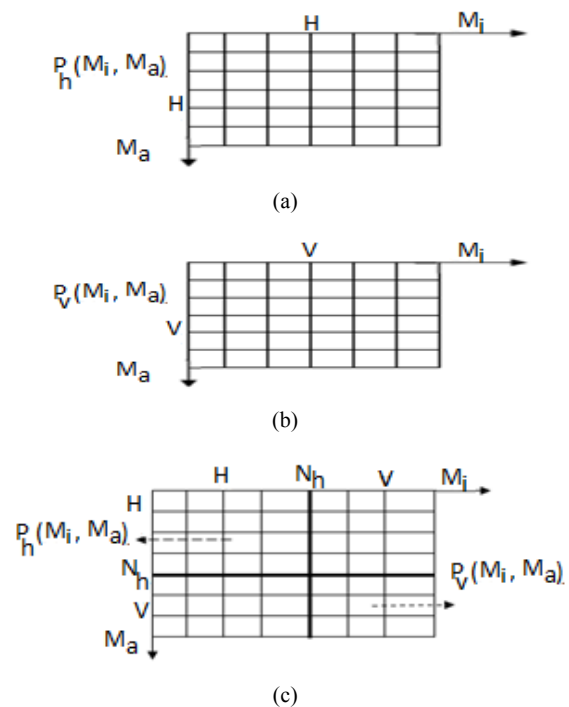 H M_i
P_h(M_i, M_a)
H
M_a
(a)
V M_i
P_v(M_i, M_a)
V
M_a
(b)
H N_h V M_i
H
P_h(M_i, M_a)
N_h P_v(M_i, M_a)
V
M_a
(c)